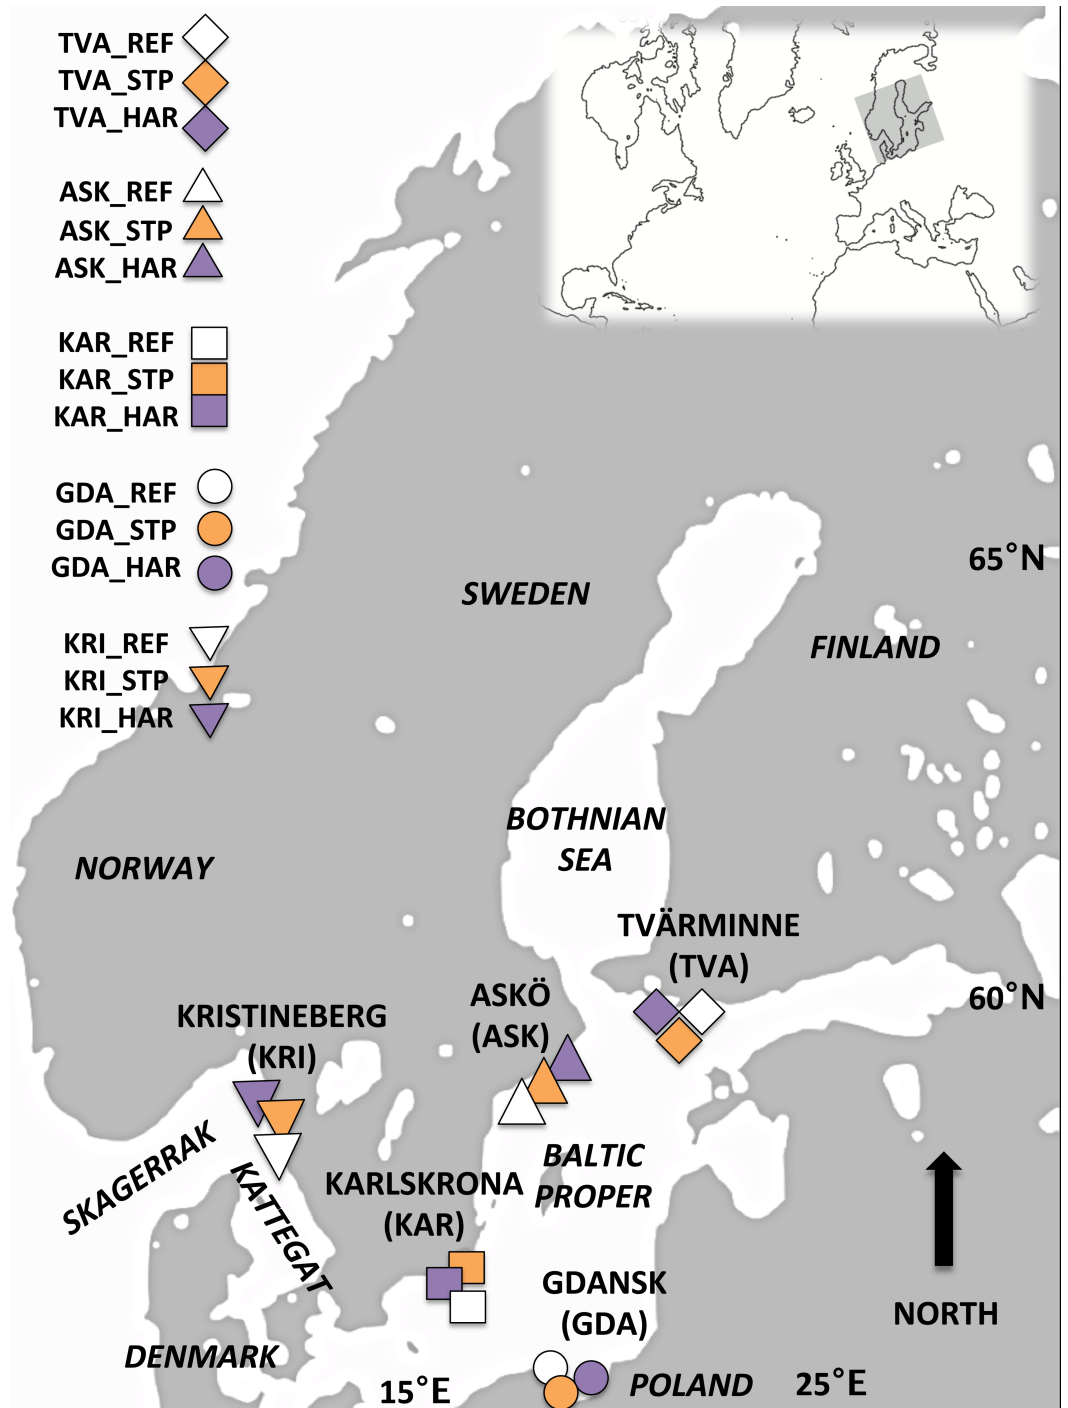 TVA_REF
TVA_STP
TVA_HAR
ASK_REF
ASK_STP
ASK_HAR
KAR_REF
KAR_STP
KAR_HAR
GDA_REF
GDA_STP
GDA_HAR
KRI_REF
KRI_STP
KRI_HAR
65°N
SWEDEN
FINLAND
BOTHNIAN
SEA
NORWAY
TVÄRMINNE
(TVA)
60°N
ASKÖ
(ASK)
KRISTINEBERG
(KRI)
SKAGERRAK
KATTEGAT
BALTIC
PROPER
KARLSKRONA
(KAR)
GDANSK
(GDA)
NORTH
DENMARK
15°E
POLAND
25°E